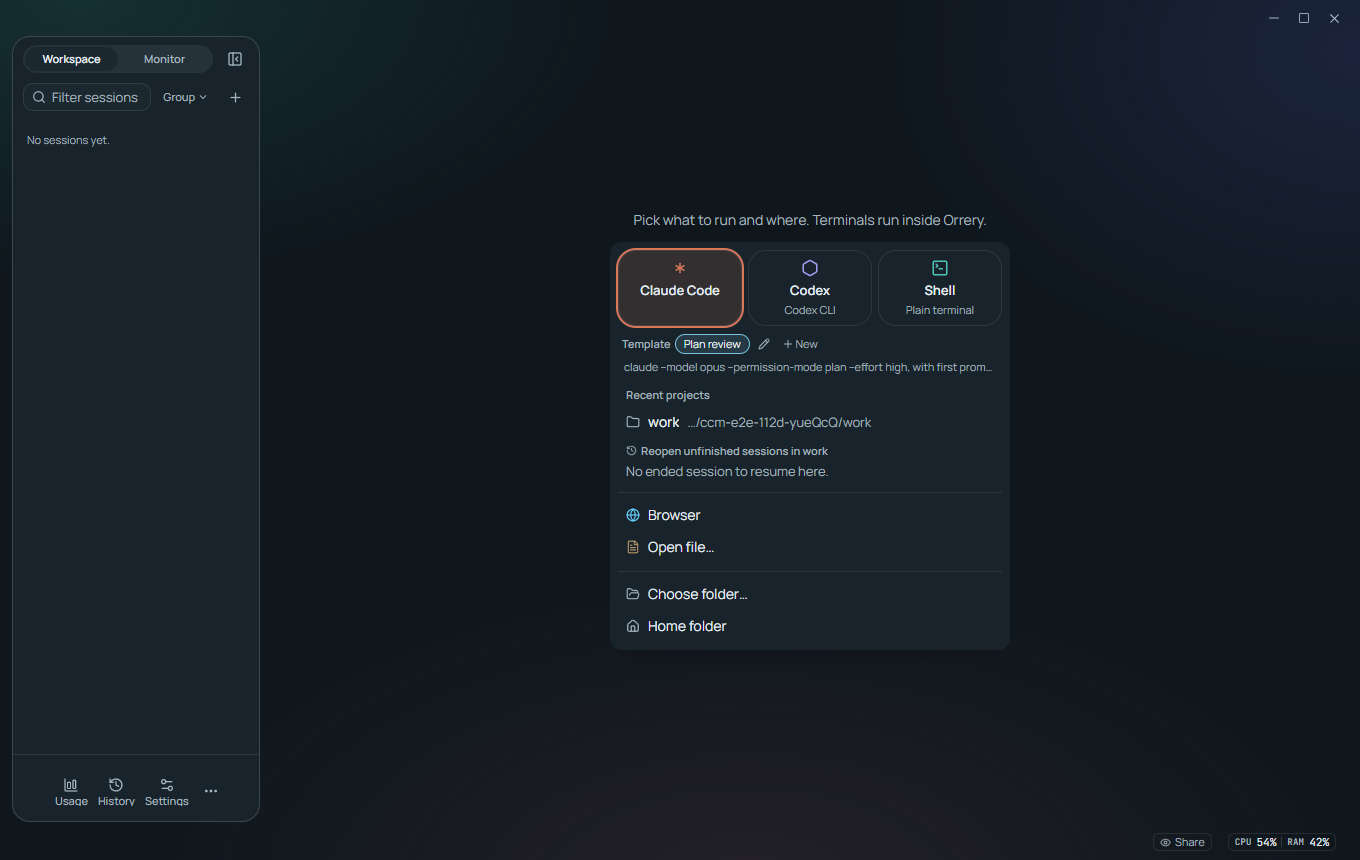 Workspace
Monitor
Filter sessions
Group
No sessions yet.
Pick what to run and where. Terminals run inside Orrery.
Claude Code
Codex
Codex CLI
Shell
Plain terminal
Template
Plan review
New
claude --model opus --permission-mode plan --effort high, with first prom…
Recent projects
work …/ccm-e2e-112d-yueQcQ/work
Reopen unfinished sessions in work
No ended session to resume here.
Browser
Open file…
Choose folder…
Home folder
Usage
History
Settings
Share
CPU 54%
RAM 42%